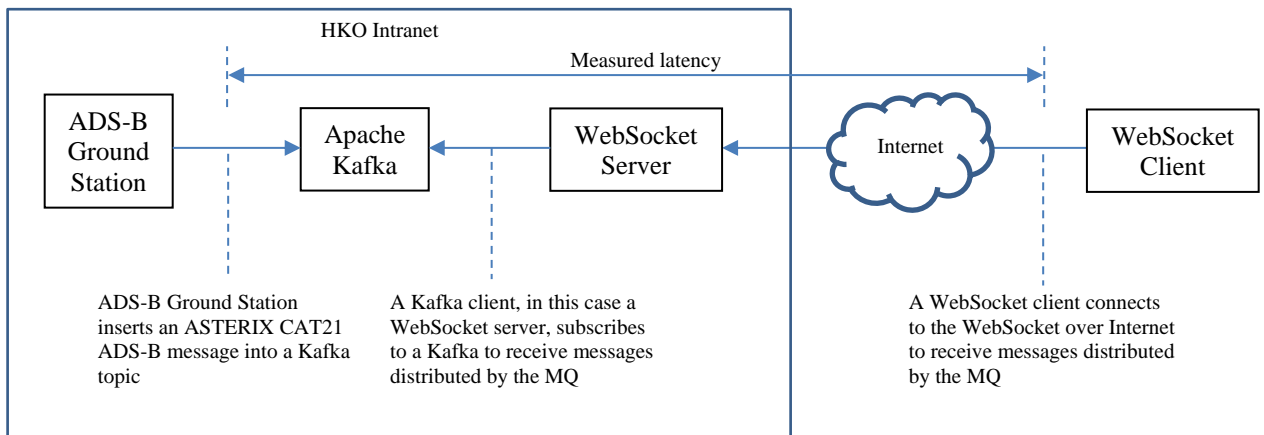 HKO Intranet
Measured latency
ADS-B
Ground
Station
Apache
Kafka
WebSocket
Server
Internet
WebSocket
Client
ADS-B Ground Station
inserts an ASTERIX CAT21
ADS-B message into a Kafka
topic
A Kafka client, in this case a
WebSocket server, subscribes
to a Kafka to receive messages
distributed by the MQ
A WebSocket client connects
to the WebSocket over Internet
to receive messages distributed
by the MQ